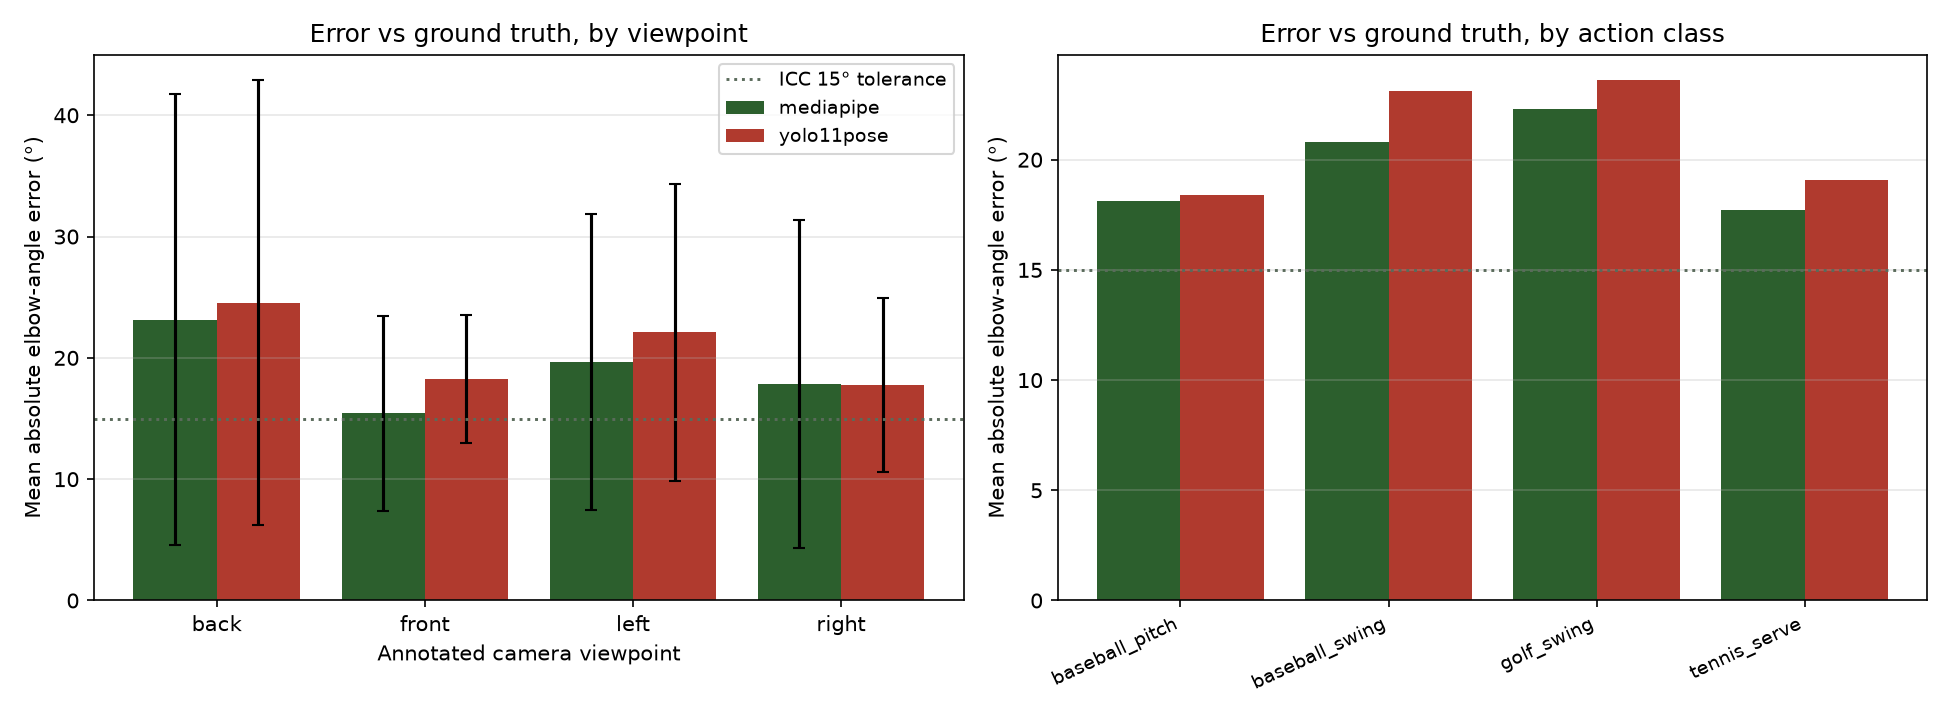 Error vs ground truth, by viewpoint
Mean absolute elbow-angle error (°)
40
30
20
10
0
ICC 15° tolerance
mediapipe
yolo11pose
back
front
left
right
Annotated camera viewpoint
Error vs ground truth, by action class
Mean absolute elbow-angle error (°)
20
15
10
5
0
baseball_pitch
baseball_swing
golf_swing
tennis_serve